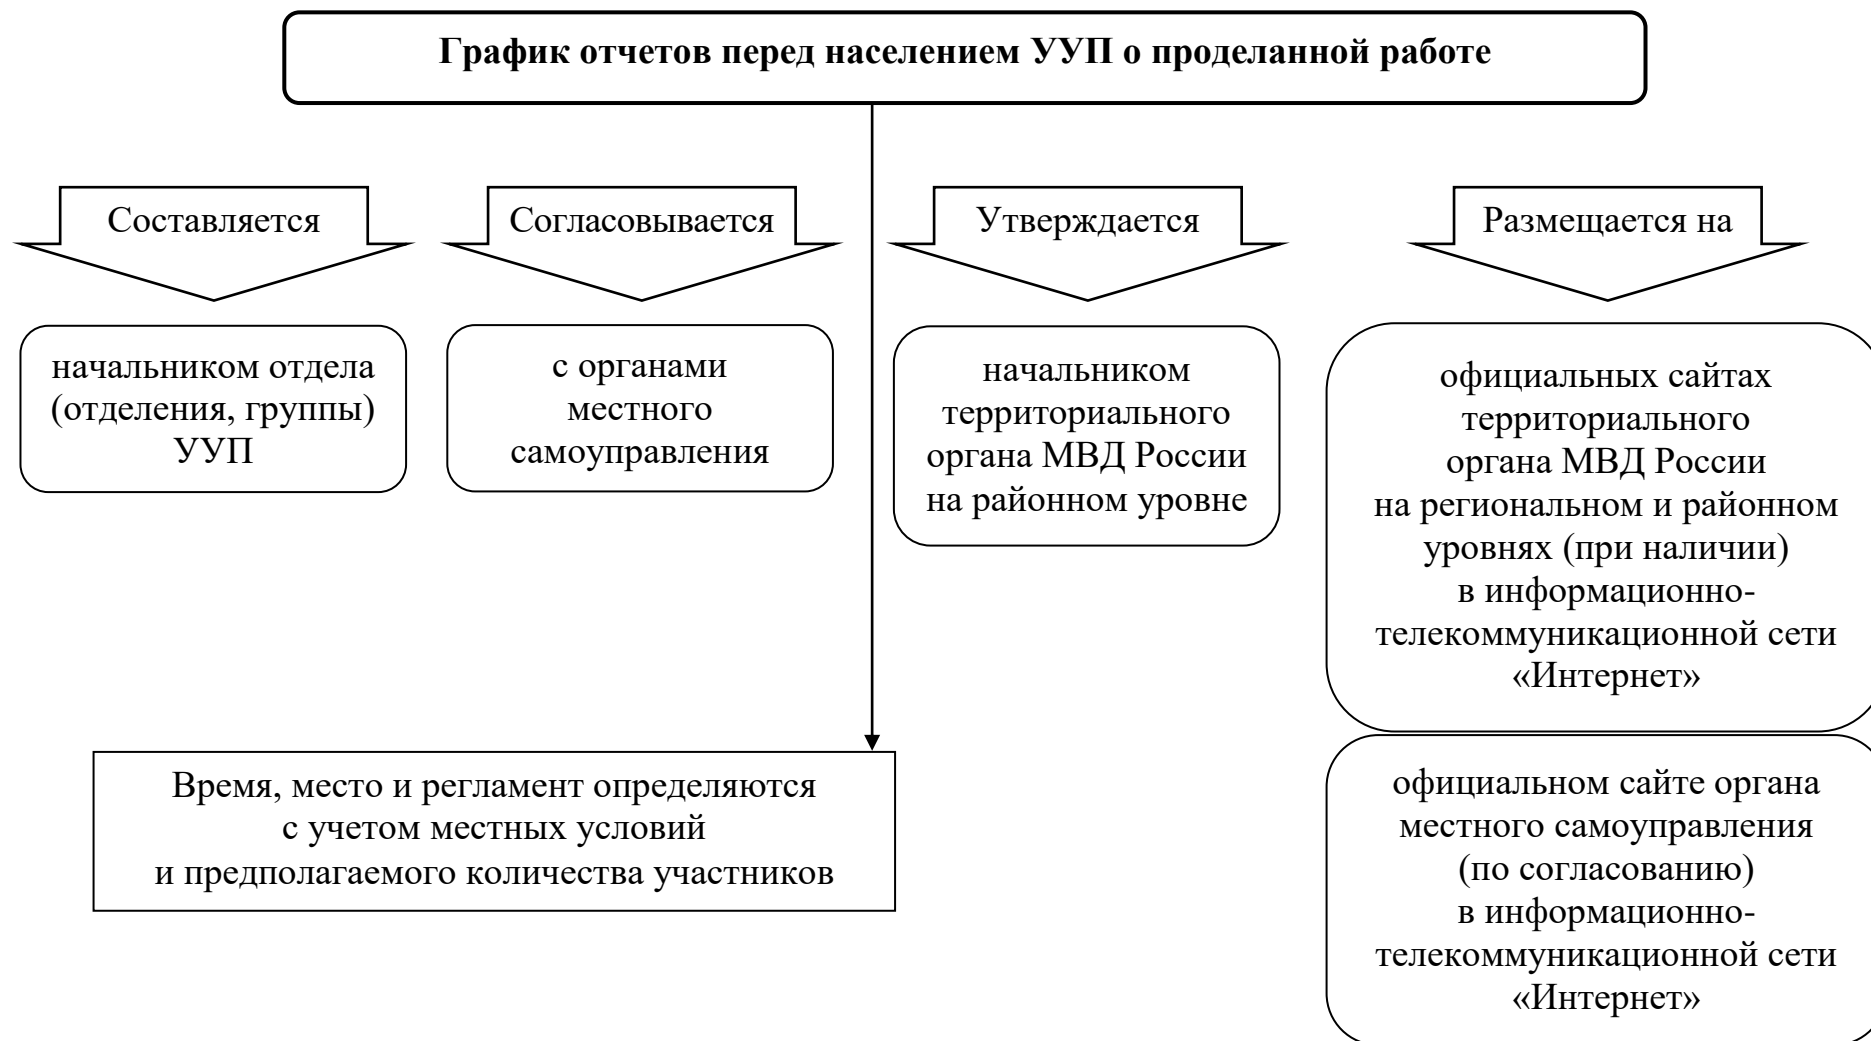 График отчетов перед населением УУП о проделанной работе
Составляется
начальником отдела
(отделения, группы)
УУП
Согласовывается
с органами
местного
самоуправления
Утверждается
начальником
территориального
органа МВД России
на районном уровне
Размещается на
официальных сайтах
территориального
органа МВД России
на региональном и районном
уровнях (при наличии)
в информационно-
телекоммуникационной сети
«Интернет»
официальном сайте органа
местного самоуправления
(по согласованию)
в информационно-
телекоммуникационной сети
«Интернет»
Время, место и регламент определяются
с учетом местных условий
и предполагаемого количества участников